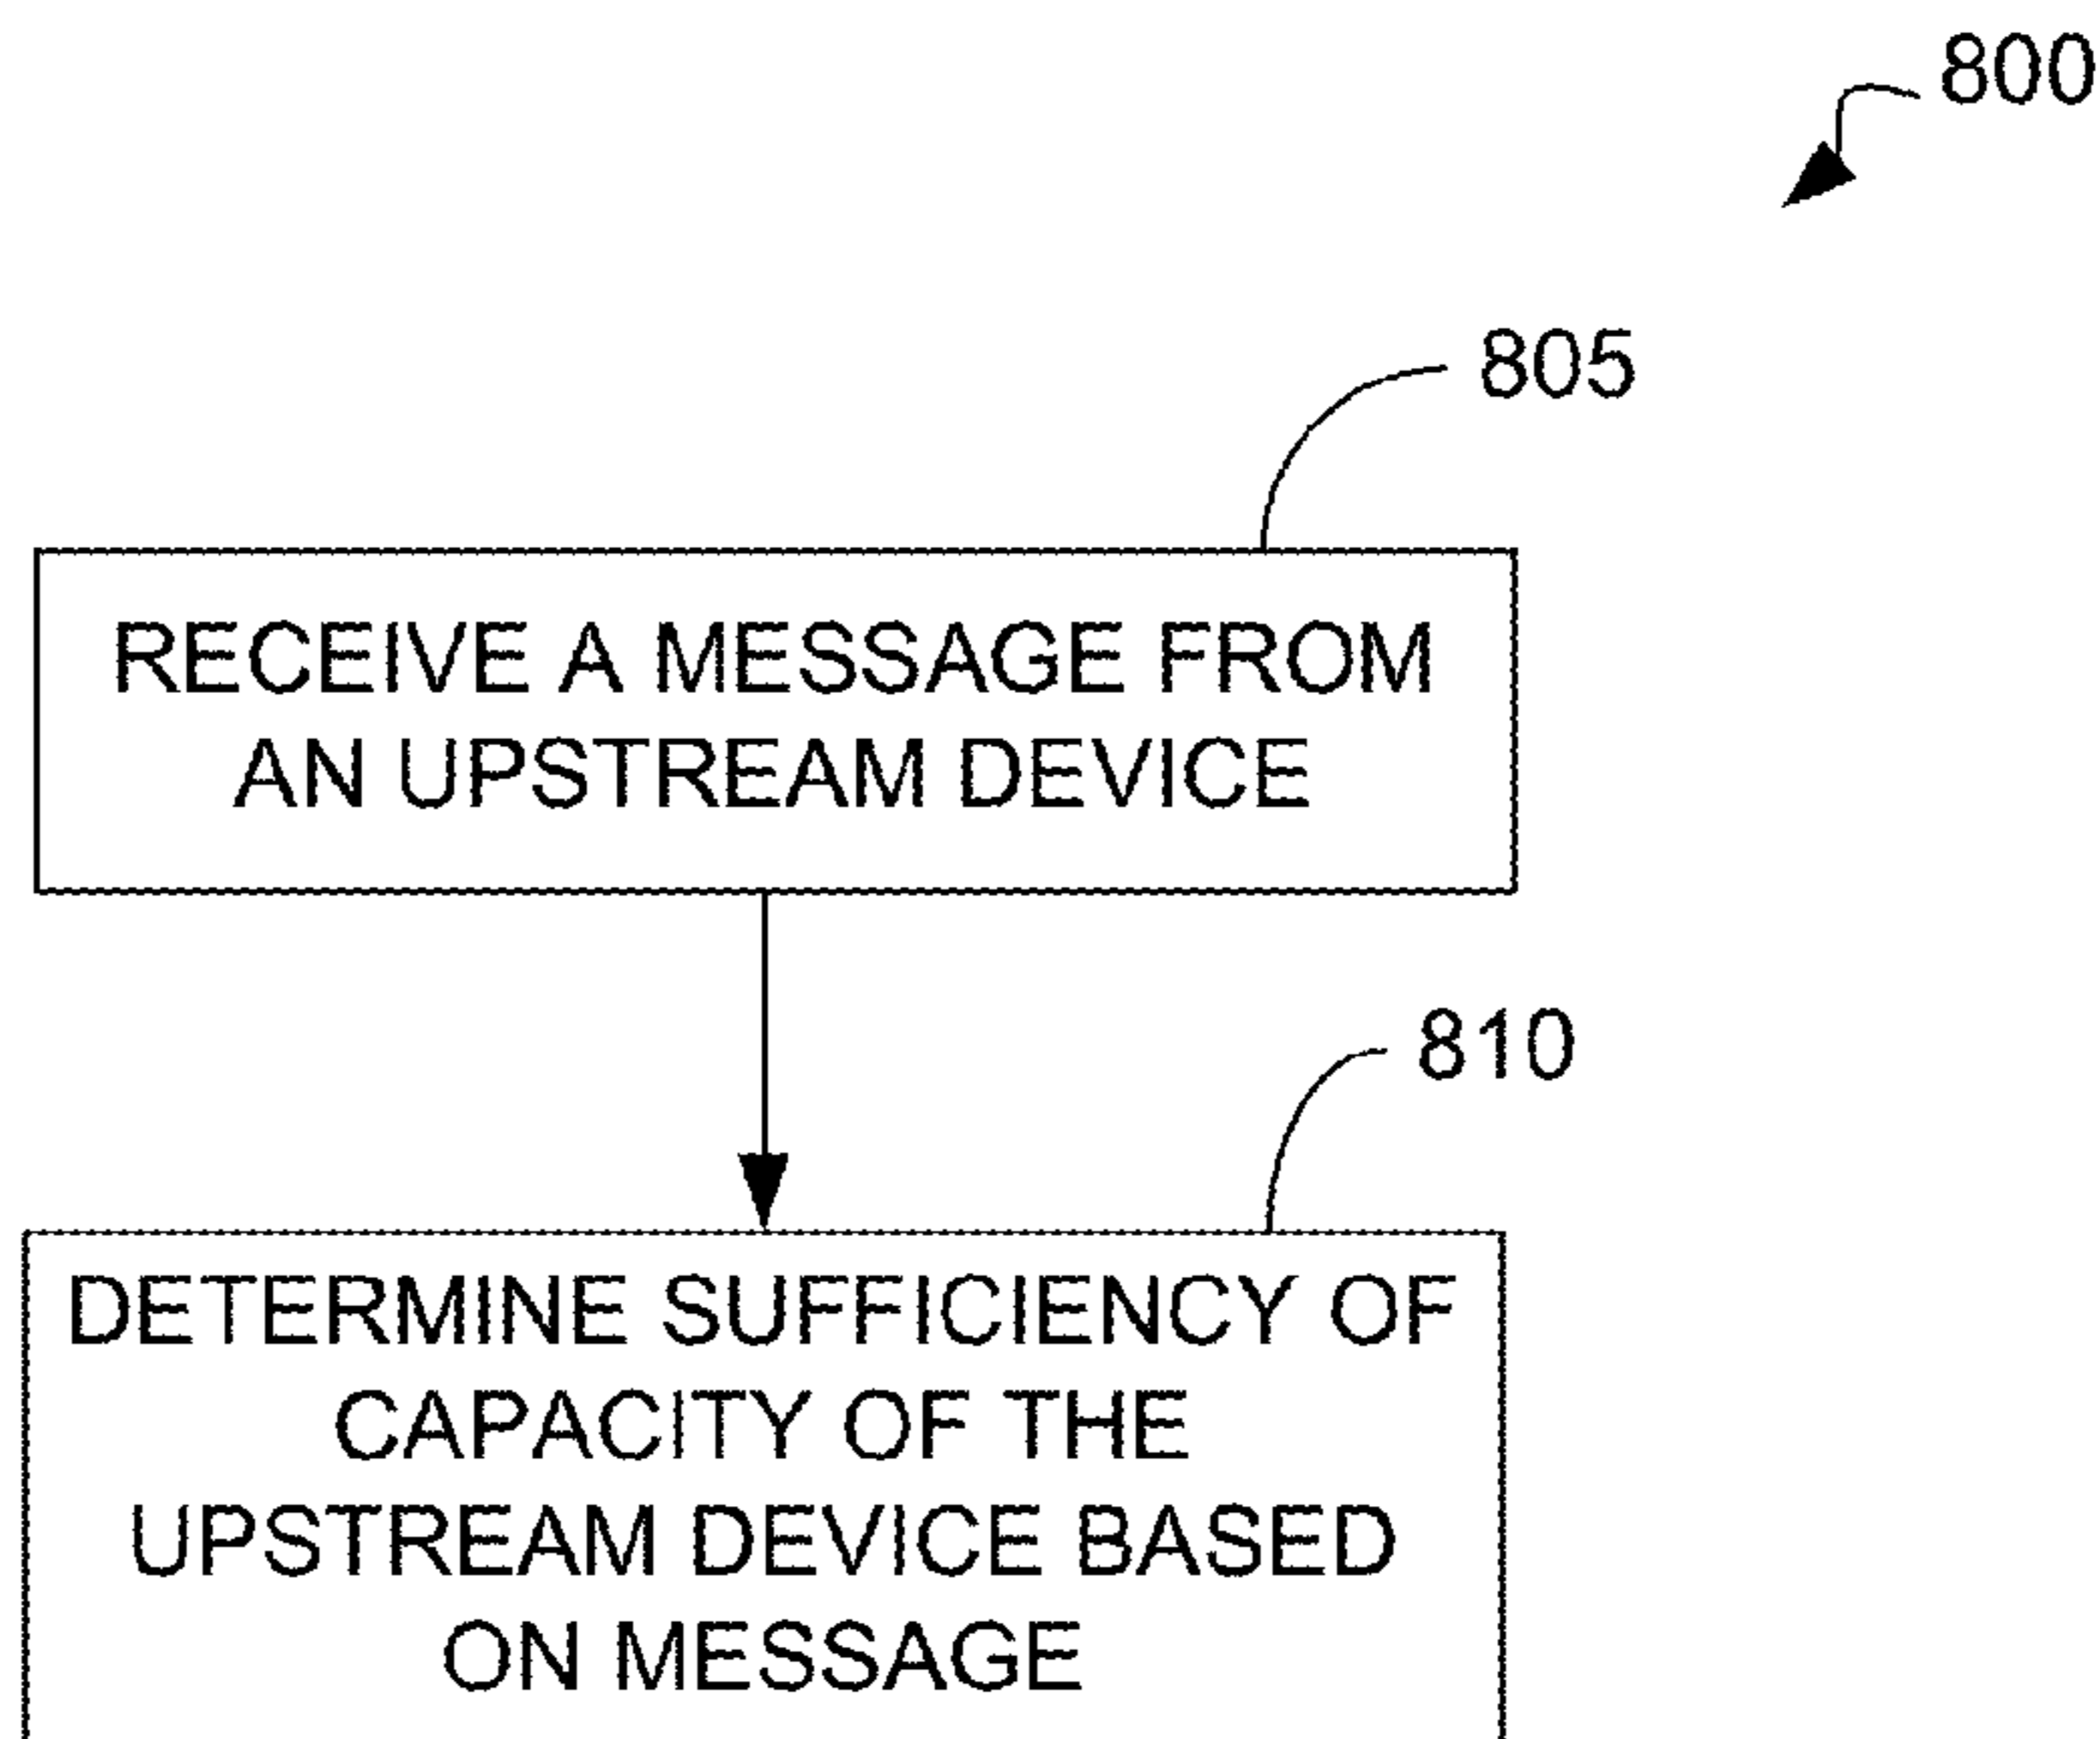 800
805
RECEIVE A MESSAGE FROM
AN UPSTREAM DEVICE
810
DETERMINE SUFFICIENCY OF
CAPACITY OF THE
UPSTREAM DEVICE BASED
ON MESSAGE